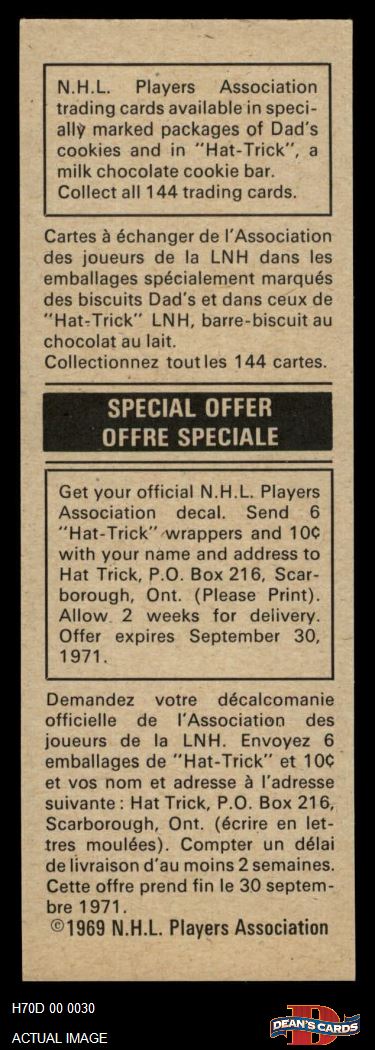 N.H.L. Players Association
trading cards available in speci-
ally marked packages of Dad's
cookies and in "Hat-Trick", a
milk chocolate cookie bar.
Collect all 144 trading cards.
Cartes à échanger de l'Association
des joueurs de la LNH dans les
emballages spécialement marqués
des biscuits Dad's et dans ceux de
"Hat-Trick" LNH, barre-biscuit au
chocolat au lait.
Collectionnez tout les 144 cartes.
SPECIAL OFFER
OFFRE SPECIALE
Get your official N.H.L. Players
Association decal. Send 6
"Hat-Trick" wrappers and 10¢
with your name and address to
Hat Trick, P.O. Box 216, Scar-
borough, Ont. (Please Print).
Allow 2 weeks for delivery.
Offer expires September 30,
1971.
Demandez votre décalcomanie
officielle de l'Association des
joueurs de la LNH. Envoyez 6
emballages de "Hat-Trick" et 10¢
et vos nom et adresse à l'adresse
suivante : Hat Trick, P.O. Box 216,
Scarborough, Ont. (écrire en let-
tres moulées). Compter un délai
de livraison d'au moins 2 semaines.
Cette offre prend fin le 30 septem-
bre 1971.
©1969 N.H.L. Players Association
H70D 00 0030
ACTUAL IMAGE
D
DEAN'S CARDS